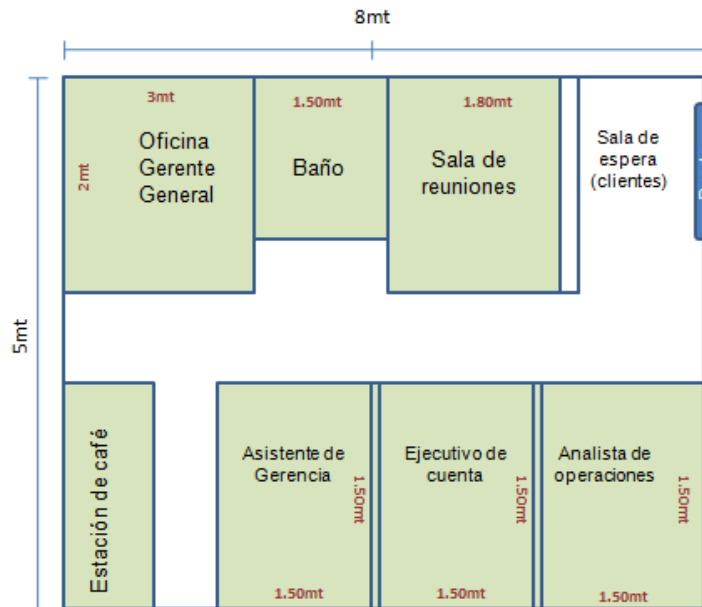 8mt
3mt
1.50mt
1.80mt
Oficina
Gerente
General
Baño
Sala de
reuniones
Sala de
espera
(clientes)
2mt
5mt
Estación de café
Asistente de
Gerencia
Ejecutivo de
cuenta
Analista de
operaciones
1.50mt
1.50mt
1.50mt
1.50mt
1.50mt
1.50mt